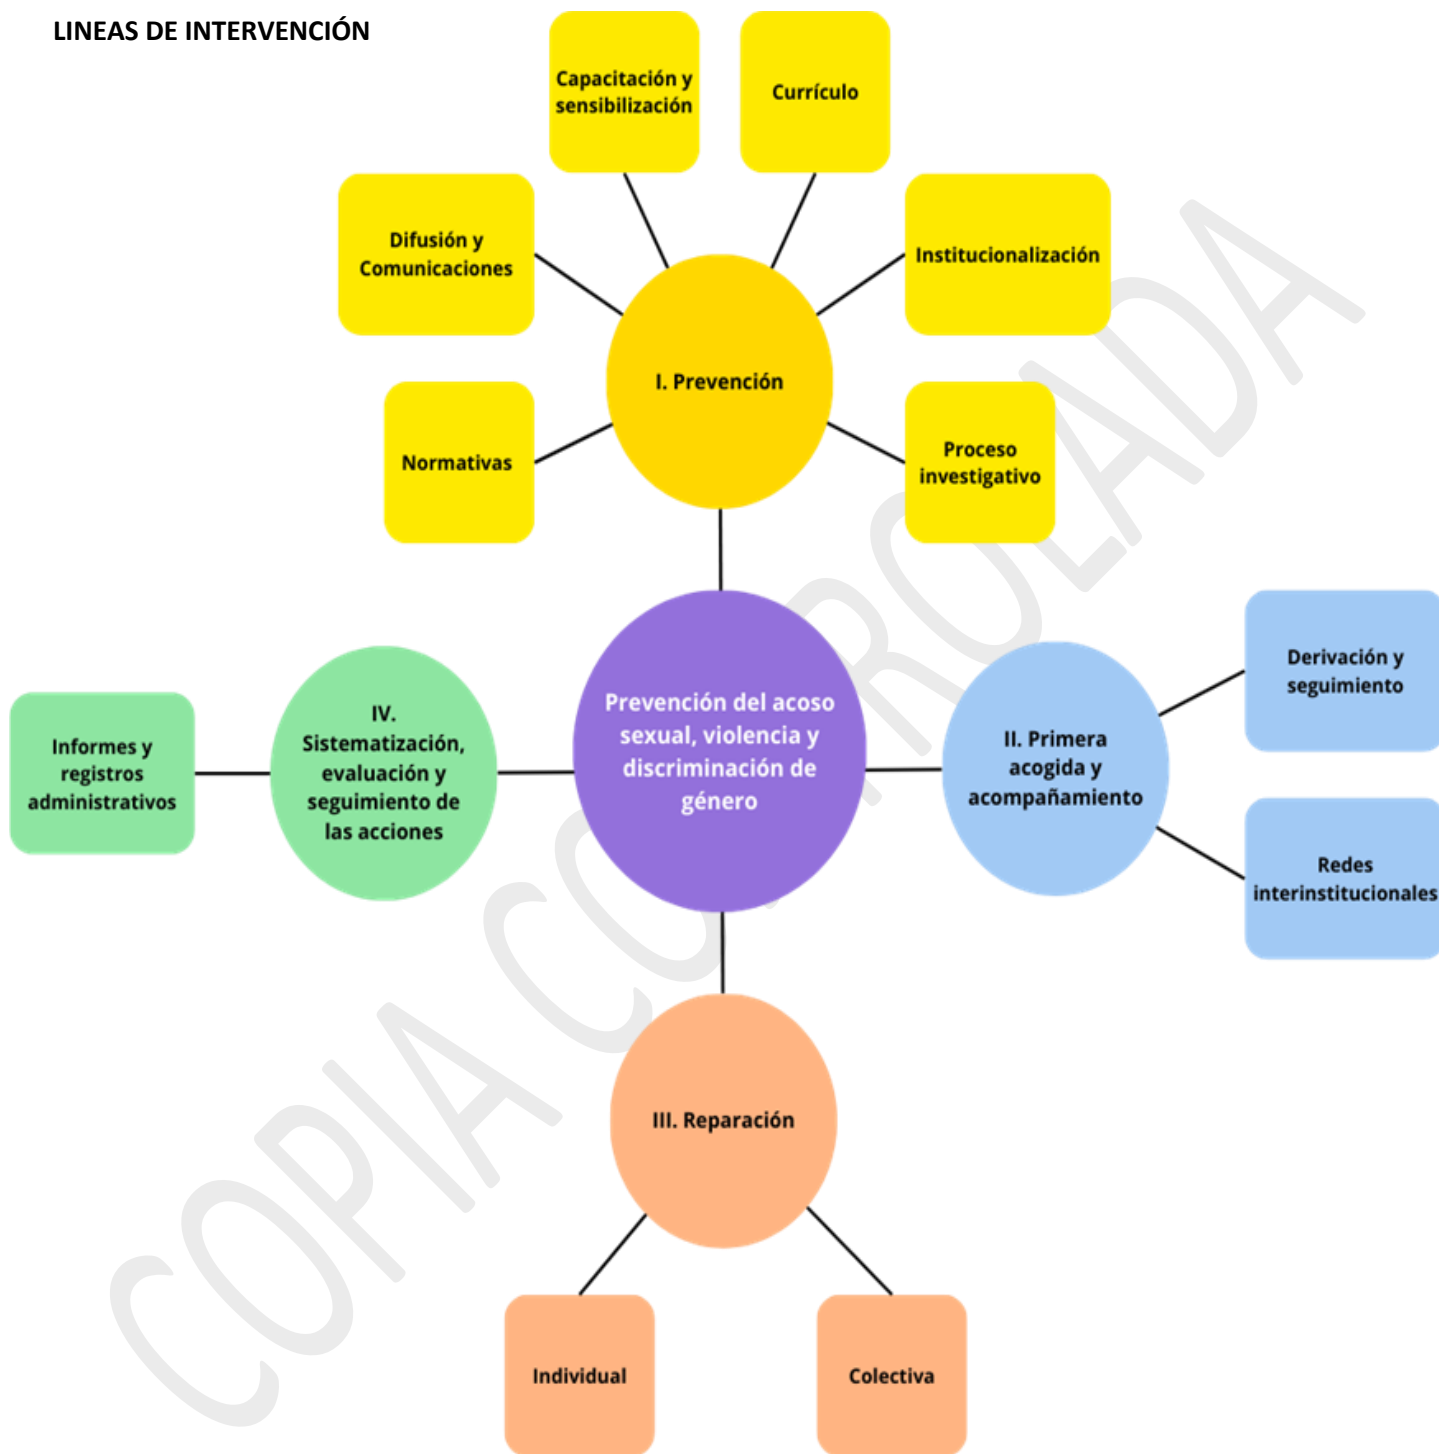 LINEAS DE INTERVENCIÓN
Capacitación y
sensibilización
Currículo
Difusión y
Comunicaciones
Institucionalización
I. Prevención
Normativas
Proceso
investigativo
Derivación y
seguimiento
Prevención del acoso
sexual, violencia y
discriminación de
género
IV.
Sistematización,
evaluación y
seguimiento de
las acciones
Informes y
registros
administrativos
II. Primera
acogida y
acompañamiento
Redes
interinstitucionales
III. Reparación
Individual
Colectiva
COPIA CO ROLADA